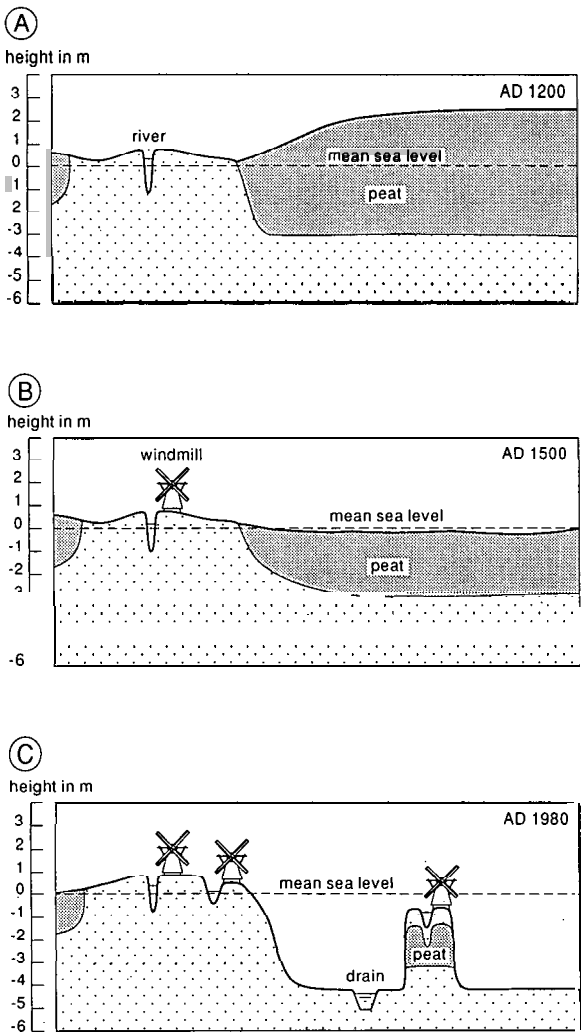 A
height in m
AD 1200
3
2
river
1
mean sea level
0
-1
peat
-2
-3
-4
-5
-6
B
height in m
AD 1500
3
windmill
2
1
mean sea level
0
-1
peat
-2
-6
C
height in m
AD 1980
3
2
1
mean sea level
0
-1
-2
peat
-3
drain
-4
-5
-6